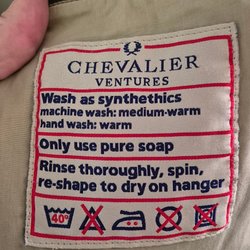 CHEVALIER
VENTURES
Wash as synthethics
machine wash: medium-warm
hand wash: warm
Only use pure soap
Rinse thoroughly, spin,
re-shape to dry on hanger
40°